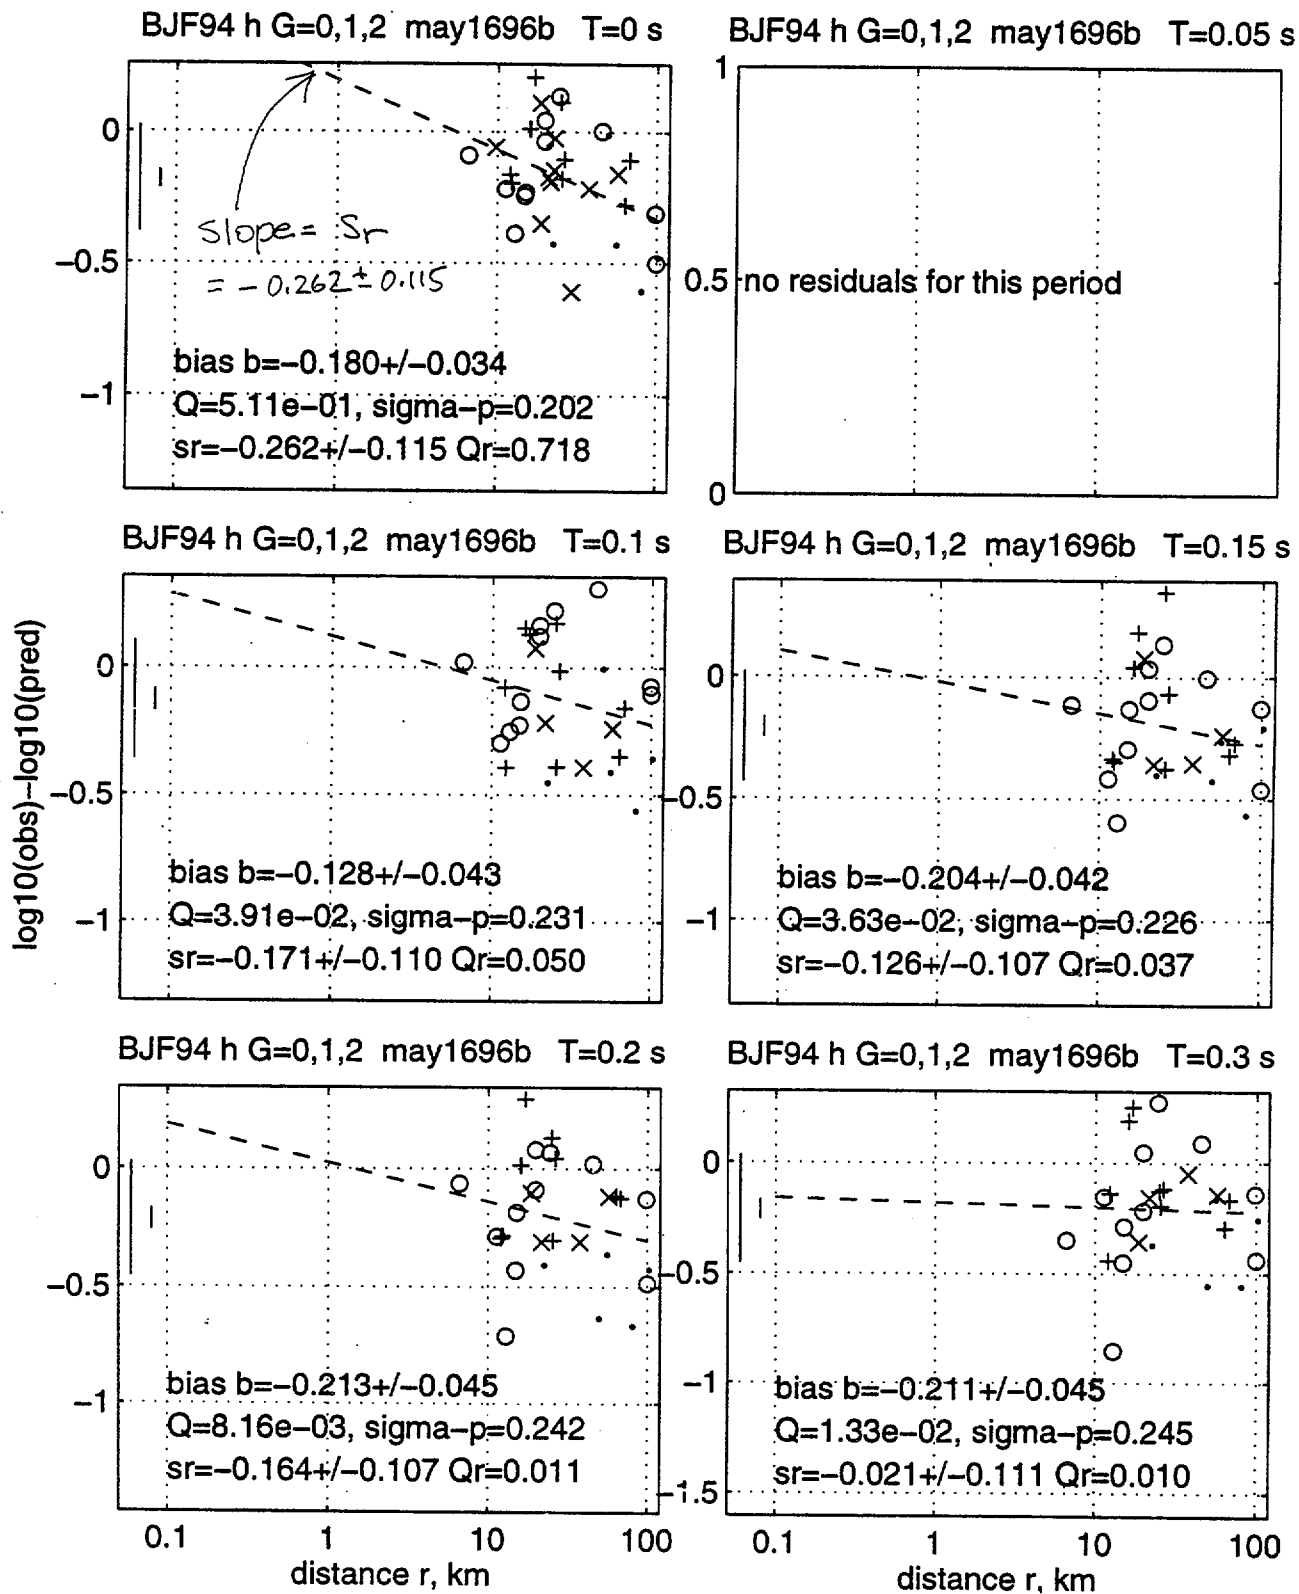 BJF94 h G=0,1,2 may1696b T=0 s
0
−0.5
−1
slope = Sr
= -0.262 ± 0.115
bias b=−0.180+/−0.034
Q=5.11e−01, sigma−p=0.202
sr=−0.262+/−0.115 Qr=0.718
BJF94 h G=0,1,2 may1696b T=0.05 s
1
0.5
0
no residuals for this period
log10(obs)−log10(pred)
BJF94 h G=0,1,2 may1696b T=0.1 s
0
−0.5
−1
bias b=−0.128+/−0.043
Q=3.91e−02, sigma−p=0.231
sr=−0.171+/−0.110 Qr=0.050
BJF94 h G=0,1,2 may1696b T=0.15 s
0
−0.5
−1
bias b=−0.204+/−0.042
Q=3.63e−02, sigma−p=0.226
sr=−0.126+/−0.107 Qr=0.037
BJF94 h G=0,1,2 may1696b T=0.2 s
0
−0.5
−1
bias b=−0.213+/−0.045
Q=8.16e−03, sigma−p=0.242
sr=−0.164+/−0.107 Qr=0.011
0.1 1 10 100
distance r, km
BJF94 h G=0,1,2 may1696b T=0.3 s
0
−0.5
−1
−1.5
bias b=−0.211+/−0.045
Q=1.33e−02, sigma−p=0.245
sr=−0.021+/−0.111 Qr=0.010
0.1 1 10 100
distance r, km